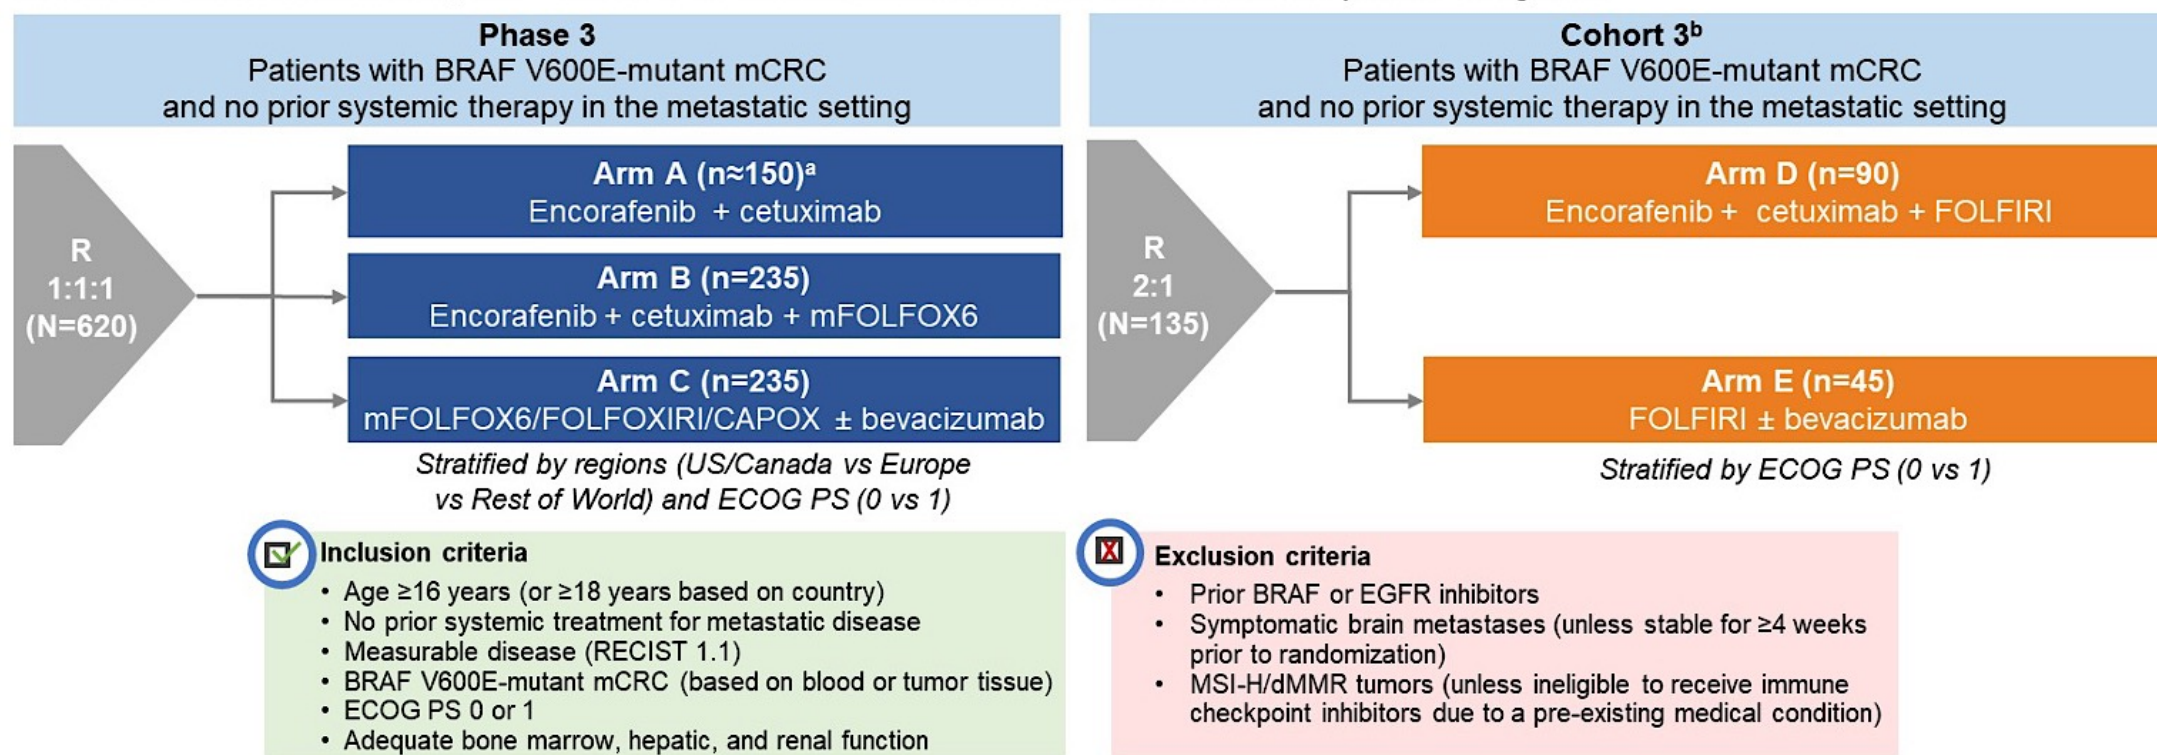 Phase 3
Patients with BRAF V600E-mutant mCRC
and no prior systemic therapy in the metastatic setting
R
1:1:1
(N=620)
Arm A (n≈150)ᵃ
Encorafenib + cetuximab
Arm B (n=235)
Encorafenib + cetuximab + mFOLFOX6
Arm C (n=235)
mFOLFOX6/FOLFOXIRI/CAPOX ± bevacizumab
Stratified by regions (US/Canada vs Europe
vs Rest of World) and ECOG PS (0 vs 1)
Cohort 3ᵇ
Patients with BRAF V600E-mutant mCRC
and no prior systemic therapy in the metastatic setting
R
2:1
(N=135)
Arm D (n=90)
Encorafenib + cetuximab + FOLFIRI
Arm E (n=45)
FOLFIRI ± bevacizumab
Stratified by ECOG PS (0 vs 1)
Inclusion criteria
• Age ≥16 years (or ≥18 years based on country)
• No prior systemic treatment for metastatic disease
• Measurable disease (RECIST 1.1)
• BRAF V600E-mutant mCRC (based on blood or tumor tissue)
• ECOG PS 0 or 1
• Adequate bone marrow, hepatic, and renal function
Exclusion criteria
• Prior BRAF or EGFR inhibitors
• Symptomatic brain metastases (unless stable for ≥4 weeks
prior to randomization)
• MSI-H/dMMR tumors (unless ineligible to receive immune
checkpoint inhibitors due to a pre-existing medical condition)